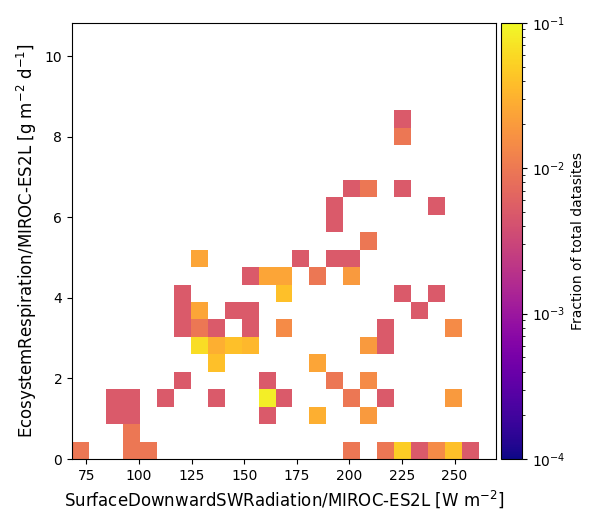 10
8
6
4
2
0
75 100 125 150 175 200 225 250
SurfaceDownwardSWRadiation/MIROC-ES2L [W m⁻²]
EcosystemRespiration/MIROC-ES2L [g m⁻² d⁻¹]
10⁻¹
10⁻²
10⁻³
10⁻⁴
Fraction of total datasites